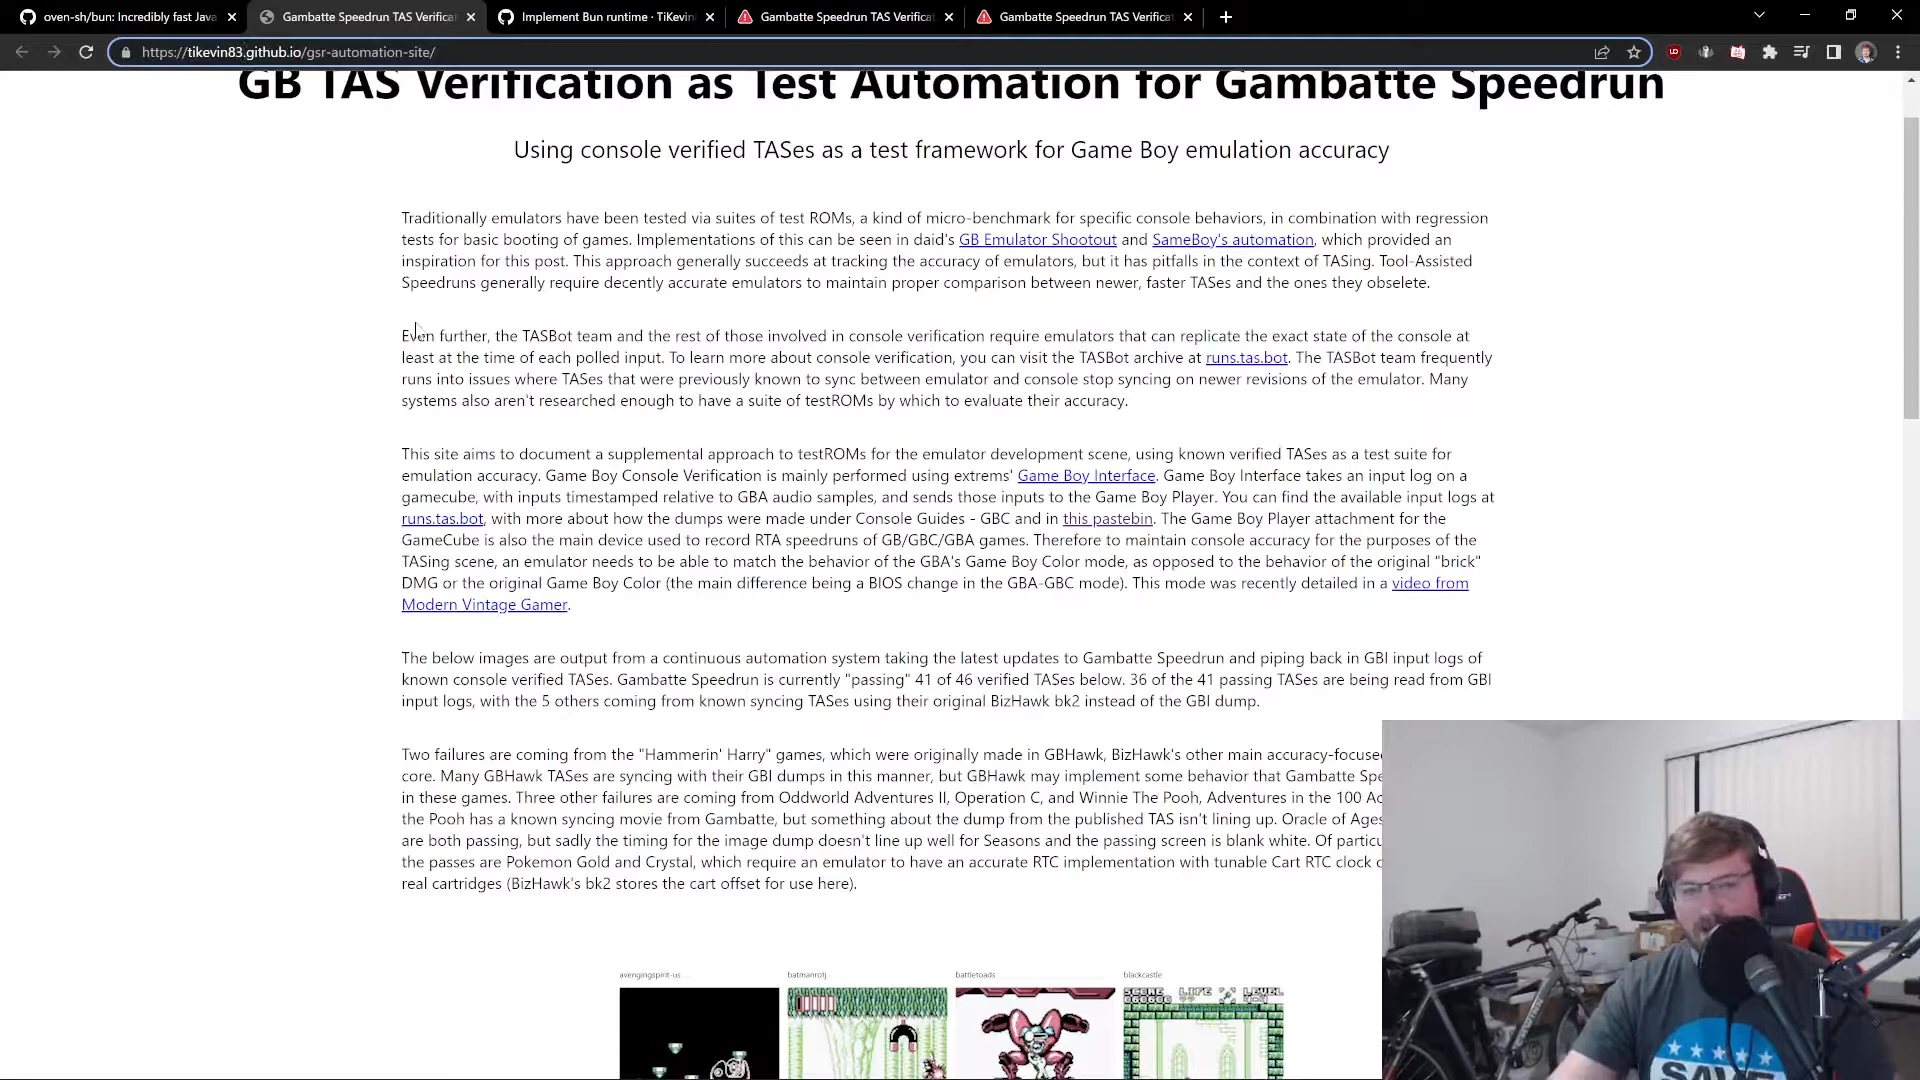 oven-sh/bun: Incredibly fast Java
Gambatte Speedrun TAS Verificat
Implement Bun runtime · TiKevin
Gambatte Speedrun TAS Verificat
Gambatte Speedrun TAS Verificat
https://tikevin83.github.io/gsr-automation-site/
GB TAS Verification as Test Automation for Gambatte Speedrun
Using console verified TASes as a test framework for Game Boy emulation accuracy
Traditionally emulators have been tested via suites of test ROMs, a kind of micro-benchmark for specific console behaviors, in combination with regression
tests for basic booting of games. Implementations of this can be seen in daid's GB Emulator Shootout and SameBoy's automation, which provided an
inspiration for this post. This approach generally succeeds at tracking the accuracy of emulators, but it has pitfalls in the context of TASing. Tool-Assisted
Speedruns generally require decently accurate emulators to maintain proper comparison between newer, faster TASes and the ones they obselete.
Even further, the TASBot team and the rest of those involved in console verification require emulators that can replicate the exact state of the console at
least at the time of each polled input. To learn more about console verification, you can visit the TASBot archive at runs.tas.bot. The TASBot team frequently
runs into issues where TASes that were previously known to sync between emulator and console stop syncing on newer revisions of the emulator. Many
systems also aren't researched enough to have a suite of testROMs by which to evaluate their accuracy.
This site aims to document a supplemental approach to testROMs for the emulator development scene, using known verified TASes as a test suite for
emulation accuracy. Game Boy Console Verification is mainly performed using extrems' Game Boy Interface. Game Boy Interface takes an input log on a
gamecube, with inputs timestamped relative to GBA audio samples, and sends those inputs to the Game Boy Player. You can find the available input logs at
runs.tas.bot, with more about how the dumps were made under Console Guides - GBC and in this pastebin. The Game Boy Player attachment for the
GameCube is also the main device used to record RTA speedruns of GB/GBC/GBA games. Therefore to maintain console accuracy for the purposes of the
TASing scene, an emulator needs to be able to match the behavior of the GBA's Game Boy Color mode, as opposed to the behavior of the original "brick"
DMG or the original Game Boy Color (the main difference being a BIOS change in the GBA-GBC mode). This mode was recently detailed in a video from
Modern Vintage Gamer.
The below images are output from a continuous automation system taking the latest updates to Gambatte Speedrun and piping back in GBI input logs of
known console verified TASes. Gambatte Speedrun is currently "passing" 41 of 46 verified TASes below. 36 of the 41 passing TASes are being read from GBI
input logs, with the 5 others coming from known syncing TASes using their original BizHawk bk2 instead of the GBI dump.
Two failures are coming from the "Hammerin' Harry" games, which were originally made in GBHawk, BizHawk's other main accuracy-focuse
core. Many GBHawk TASes are syncing with their GBI dumps in this manner, but GBHawk may implement some behavior that Gambatte Spe
in these games. Three other failures are coming from Oddworld Adventures II, Operation C, and Winnie The Pooh, Adventures in the 100 Ac
the Pooh has a known syncing movie from Gambatte, but something about the dump from the published TAS isn't lining up. Oracle of Ages
are both passing, but sadly the timing for the image dump doesn't line up well for Seasons and the passing screen is blank white. Of particu
the passes are Pokemon Gold and Crystal, which require an emulator to have an accurate RTC implementation with tunable Cart RTC clock o
real cartridges (BizHawk's bk2 stores the cart offset for use here).
avengingspirit-us
batmanrotj
battletoads
blackcastle
SCORE LIFE LEVEL
SAVE